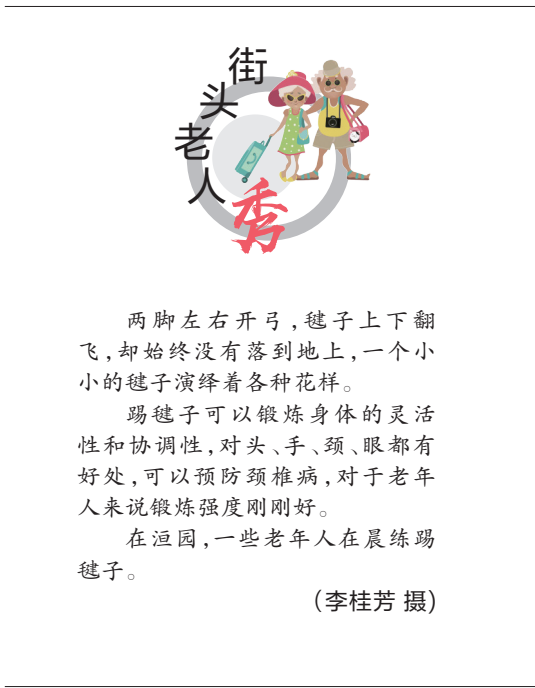 街头老人秀
两脚左右开弓,毽子上下翻
飞,却始终没有落到地上,一个小
小的毽子演绎着各种花样。
踢毽子可以锻炼身体的灵活
性和协调性,对头、手、颈、眼都有
好处,可以预防颈椎病,对于老年
人来说锻炼强度刚刚好。
在洹园,一些老年人在晨练踢
毽子。
(李桂芳 摄)